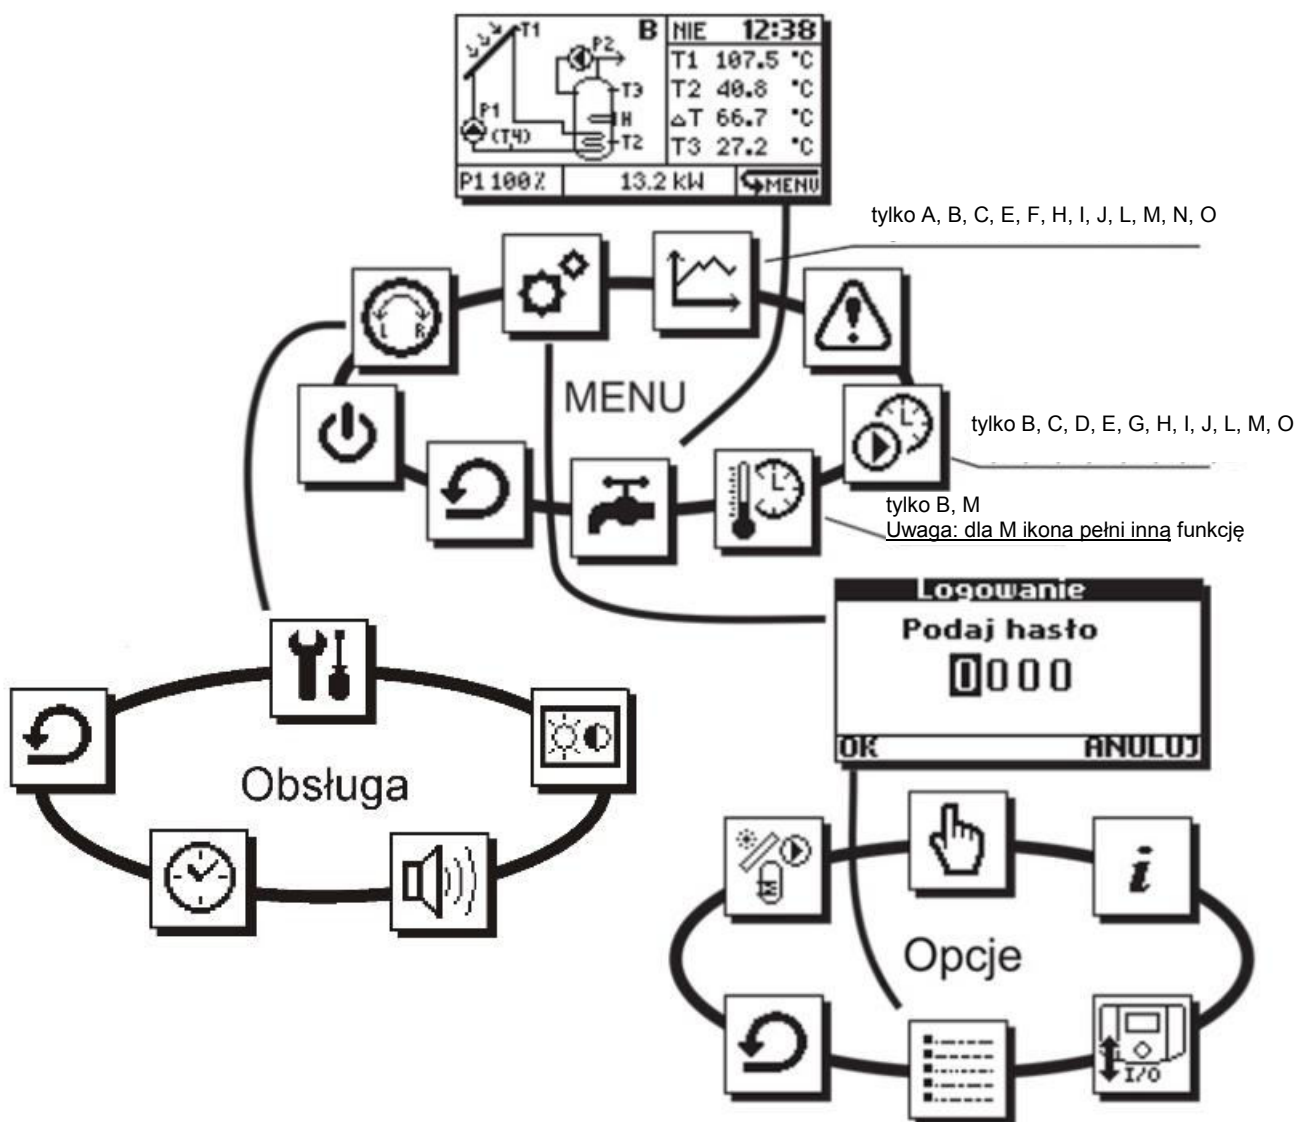 T1
B
NIE 12:38
P2
T1 107.5 °C
T3
T2 40.8 °C
P1
H
ΔT 66.7 °C
(T4)
T2
T3 27.2 °C
P1 100% 13.2 kW MENU
tylko A, B, C, E, F, H, I, J, L, M, N, O
L R
MENU
tylko B, C, D, E, G, H, I, J, L, M, O
tylko B, M
Uwaga: dla M ikona pełni inną funkcję
Logowanie
Podaj hasło
0000
OK ANULUJ
Obsługa
i
M
Opcje
I/O